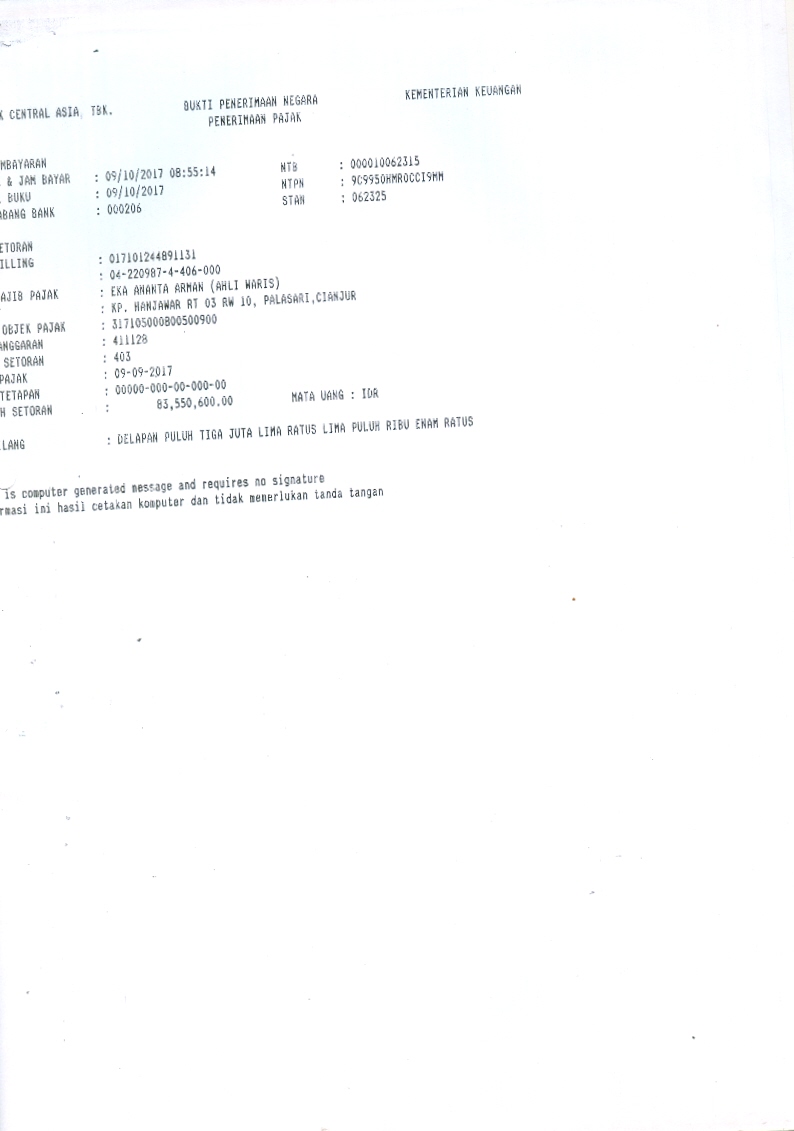 K CENTRAL ASIA, TBK. BUKTI PENERIMAAN NEGARA KEMENTERIAN KEUANGAN
PENERIMAAN PAJAK
MBAYARAN
& JAM BAYAR : 09/10/2017 08:55:14 NTB : 000010062315
BUKU : 09/10/2017 NTPN : 9C995OHMROCCI9MM
ABANG BANK : 000206 STAN : 062325
ETORAN
ILLING : 017101244891131
: 04-220987-4-406-000
AJIB PAJAK : EKA ANANTA ARMAN (AHLI WARIS)
: KP. HANJAWAR RT 03 RW 10, PALASARI,CIANJUR
OBJEK PAJAK : 317105000800500900
ANGGARAN : 411128
SETORAN : 403
PAJAK : 09-09-2017
TETAPAN : 00000-000-00-000-00
H SETORAN : 83,550,600.00 MATA UANG : IDR
ILANG : DELAPAN PULUH TIGA JUTA LIMA RATUS LIMA PULUH RIBU ENAM RATUS
is computer generated message and requires no signature
rmasi ini hasil cetakan komputer dan tidak memerlukan tanda tangan